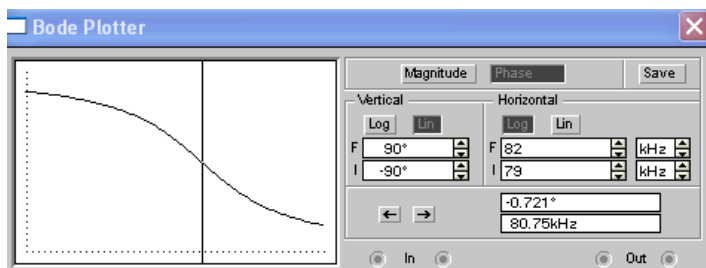 Bode Plotter
Magnitude Phase Save
Vertical Horizontal
Log Lin Log Lin
F 90° F 82 kHz
I -90° I 79 kHz
← → -0.721°
80.75kHz
In Out